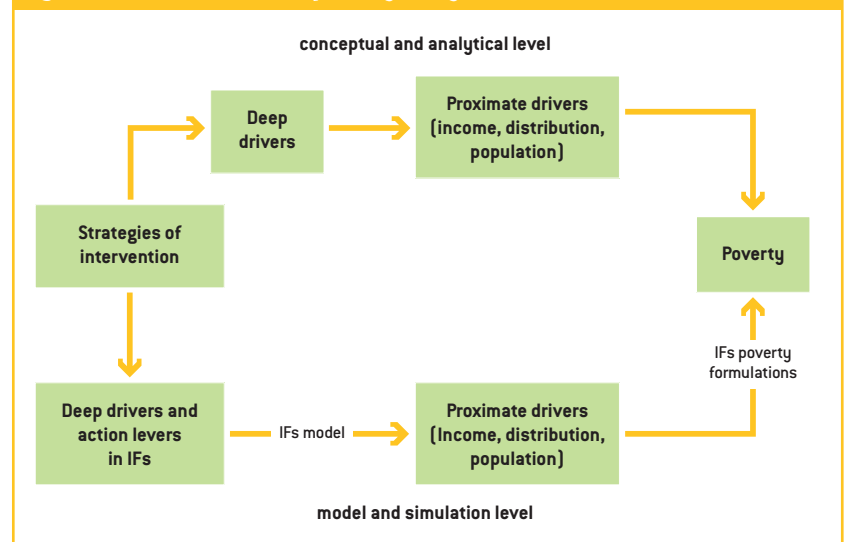 conceptual and analytical level
Deep
drivers
Proximate drivers
(income, distribution,
population)
Strategies of
intervention
Poverty
IFs poverty
formulations
Deep drivers and
action levers
in IFs
IFs model
Proximate drivers
(Income, distribution,
population)
model and simulation level